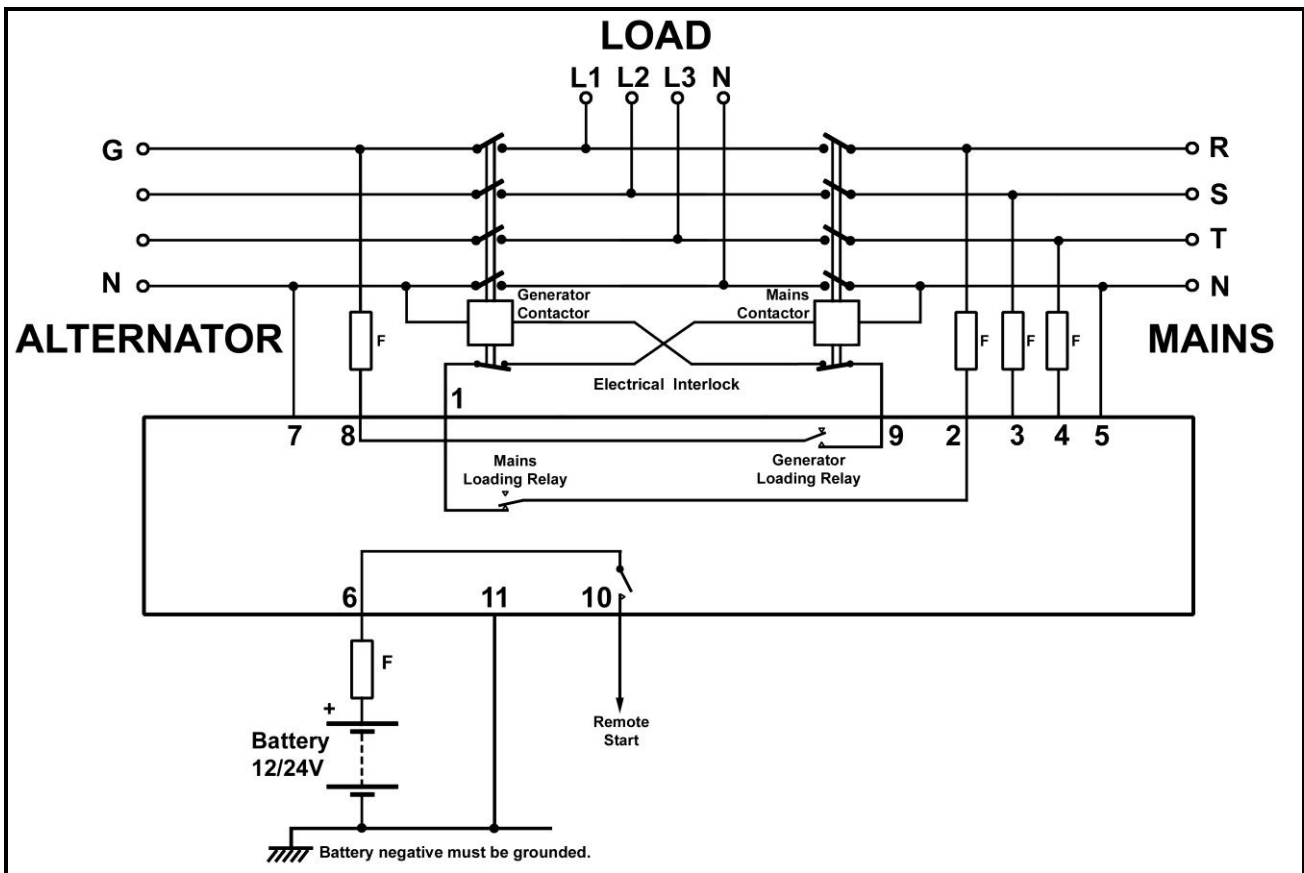 LOAD
L1 L2 L3 N
G
R
S
T
N
N
Generator
Contactor
Mains
Contactor
ALTERNATOR
MAINS
F
F
F
F
Electrical Interlock
1
7
8
9
2
3
4
5
Mains
Loading Relay
Generator
Loading Relay
6
11
10
F
+
Battery
12/24V
Remote
Start
Battery negative must be grounded.